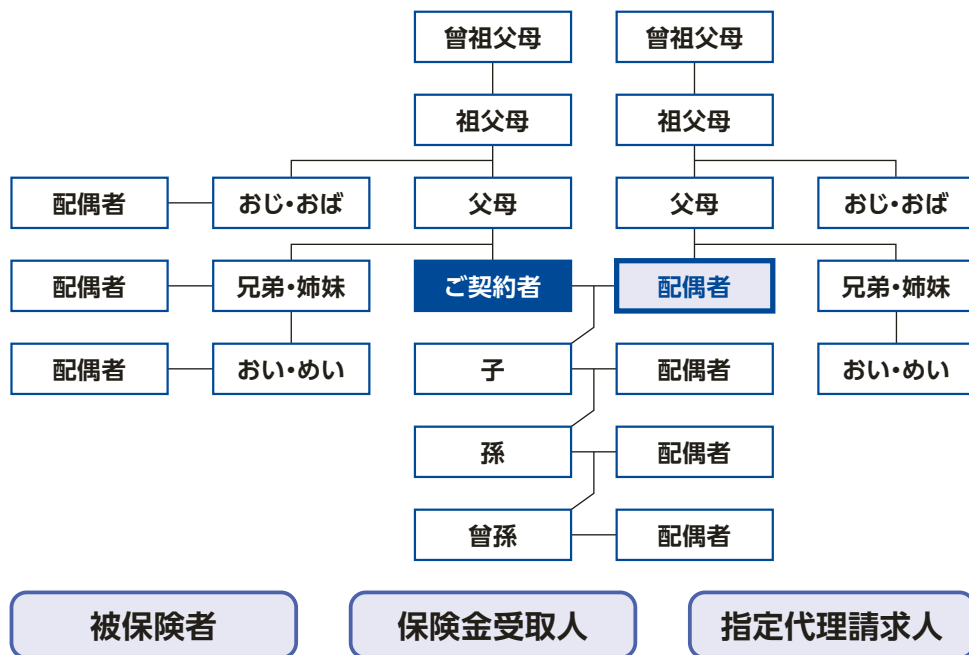 曾祖父母
曾祖父母
祖父母
祖父母
配偶者
おじ・おば
父母
父母
おじ・おば
配偶者
兄弟・姉妹
ご契約者
配偶者
兄弟・姉妹
配偶者
おい・めい
子
配偶者
おい・めい
孫
配偶者
曾孫
配偶者
被保険者
保険金受取人
指定代理請求人